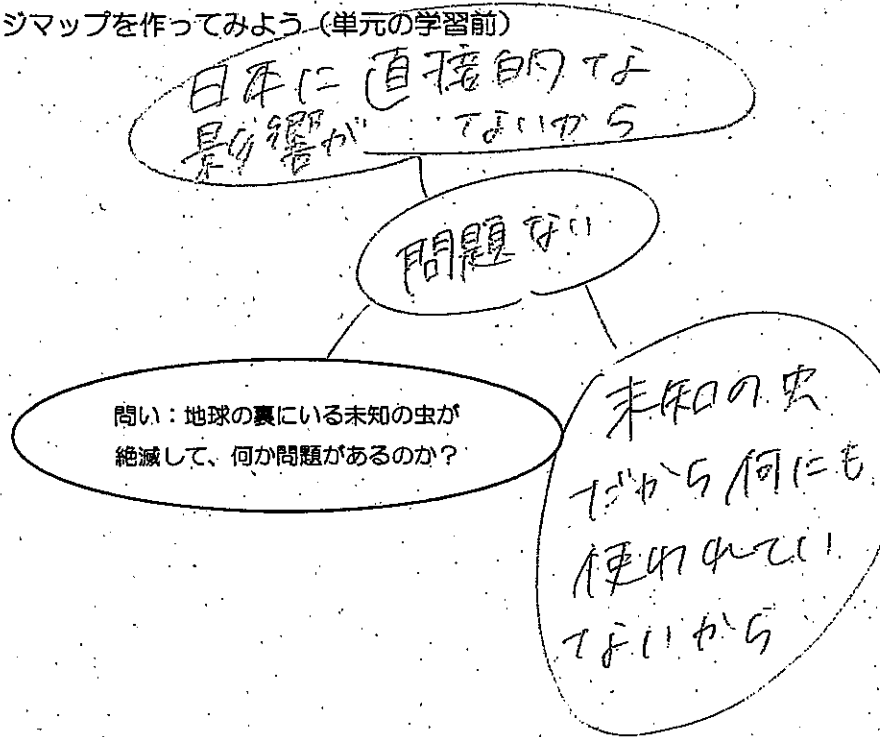 ジマップを作ってみよう（単元の学習前）
日本に直接的な
影響が ないから
問題ない
問い：地球の裏にいる未知の虫が
絶滅して、何か問題があるのか？
未知の虫
だから何にも
使われてい
ないから